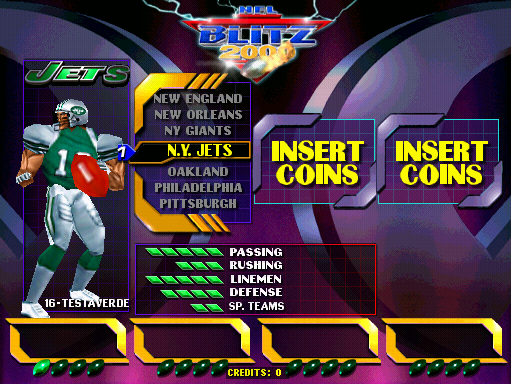 NFL
BLITZ
2000
JETS
NEW ENGLAND
NEW ORLEANS
NY GIANTS
N.Y. JETS
OAKLAND
PHILADELPHIA
PITTSBURGH
7
1
INSERT
COINS
INSERT
COINS
PASSING
RUSHING
LINEMEN
DEFENSE
SP. TEAMS
16-TESTAVERDE
CREDITS: 0